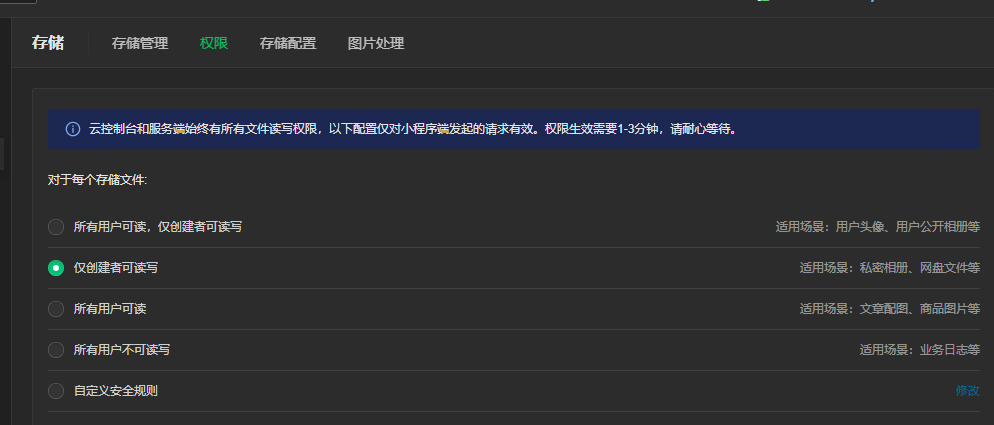 存储 存储管理 权限 存储配置 图片处理
云控制台和服务端始终有所有文件读写权限，以下配置仅对小程序端发起的请求有效。权限生效需要1-3分钟，请耐心等待。
对于每个存储文件:
所有用户可读，仅创建者可读写 适用场景：用户头像、用户公开相册等
仅创建者可读写 适用场景：私密相册、网盘文件等
所有用户可读 适用场景：文章配图、商品图片等
所有用户不可读写 适用场景：业务日志等
自定义安全规则 修改